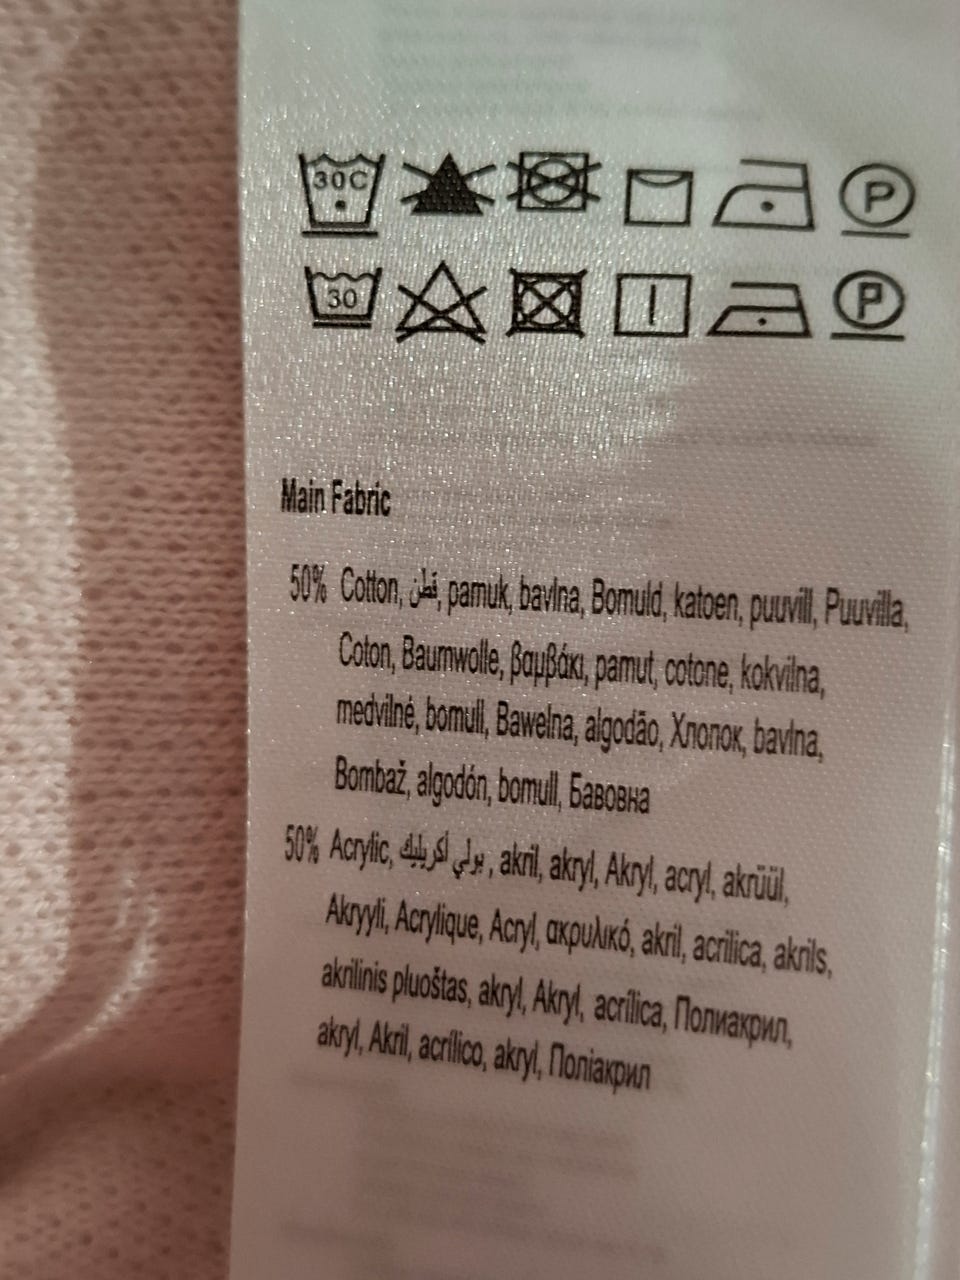 30C P
30 P
Main Fabric
50% Cotton, قطن, pamuk, bavlna, Bomuld, katoen, puuvill, Puuvilla,
Coton, Baumwolle, βαμβάκι, pamut, cotone, kokvilna,
medvilnė, bomull, Bawełna, algodão, Хлопок, bavlna,
Bombaž, algodón, bomull, Бавовна
50% Acrylic, بولي أكريليك, akril, akryl, Akryl, acryl, akrüül,
Akryyli, Acrylique, Acryl, ακρυλικό, akril, acrilica, akrils,
akrilinis pluoštas, akryl, Akryl, acrílica, Полиакрил,
akryl, Akril, acrílico, akryl, Поліакрил